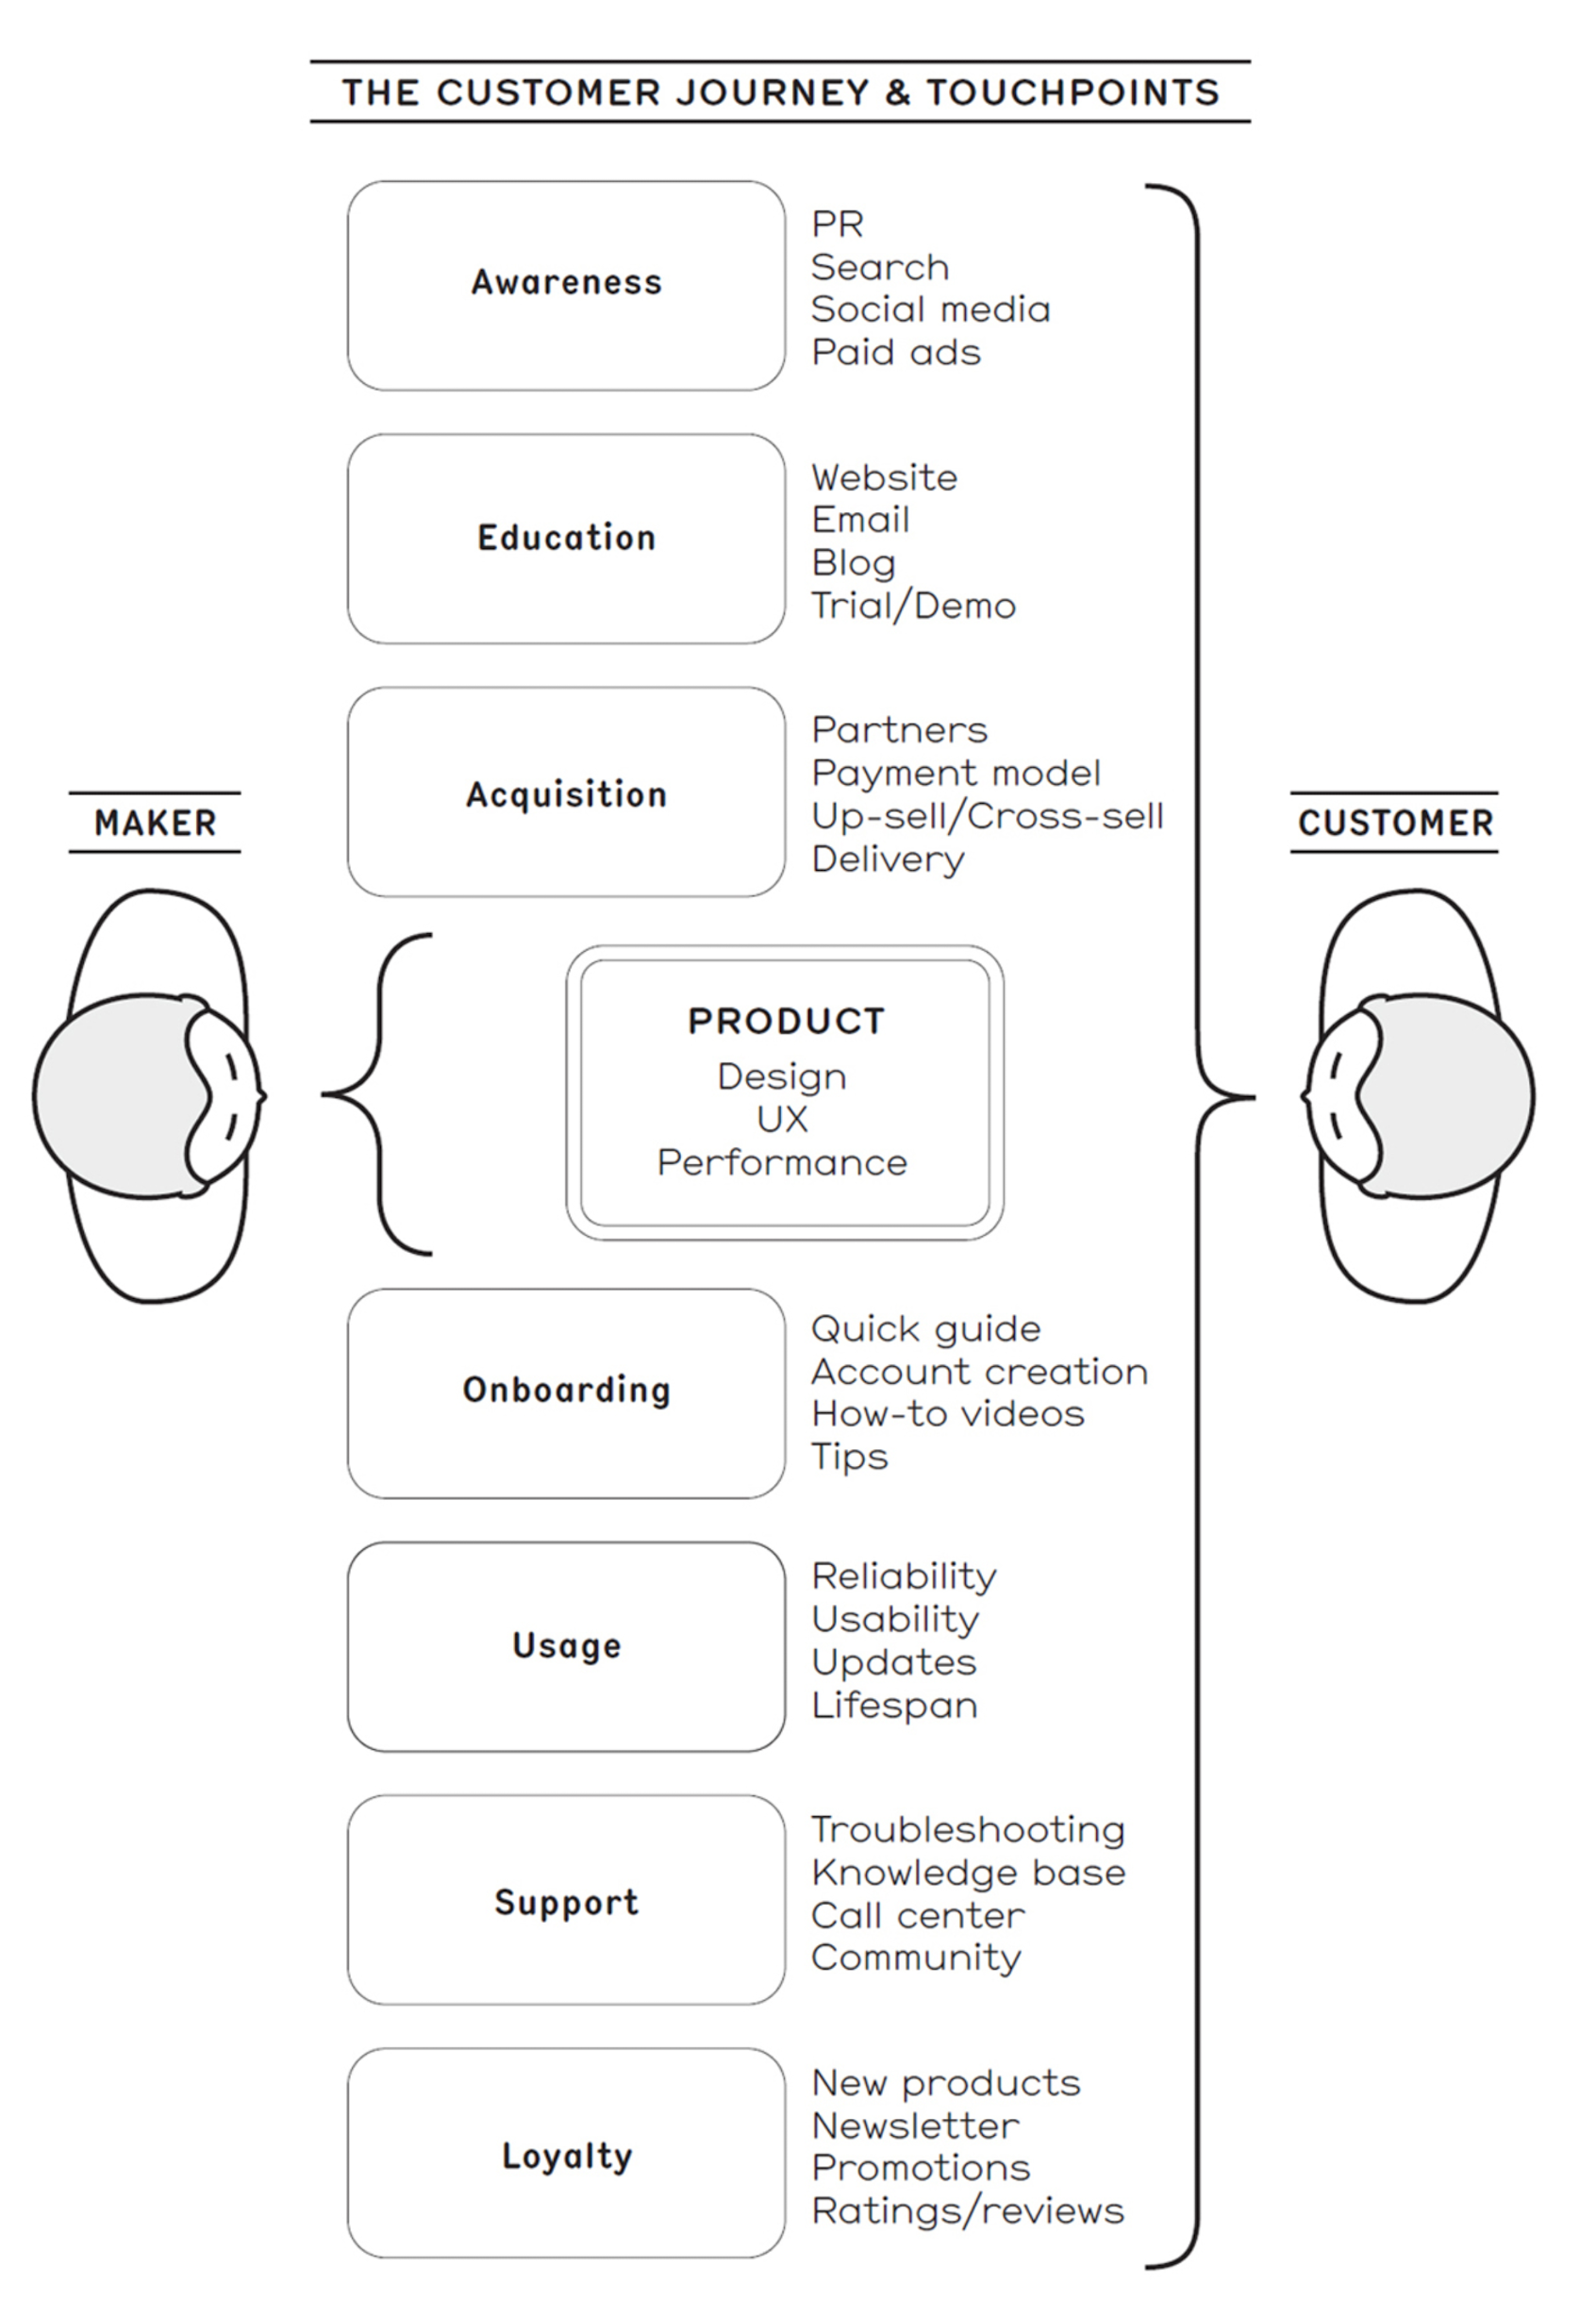 THE CUSTOMER JOURNEY & TOUCHPOINTS
Awareness
PR
Search
Social media
Paid ads
Education
Website
Email
Blog
Trial/Demo
Acquisition
Partners
Payment model
Up-sell/Cross-sell
Delivery
MAKER
CUSTOMER
PRODUCT
Design
UX
Performance
Onboarding
Quick guide
Account creation
How-to videos
Tips
Usage
Reliability
Usability
Updates
Lifespan
Support
Troubleshooting
Knowledge base
Call center
Community
Loyalty
New products
Newsletter
Promotions
Ratings/reviews